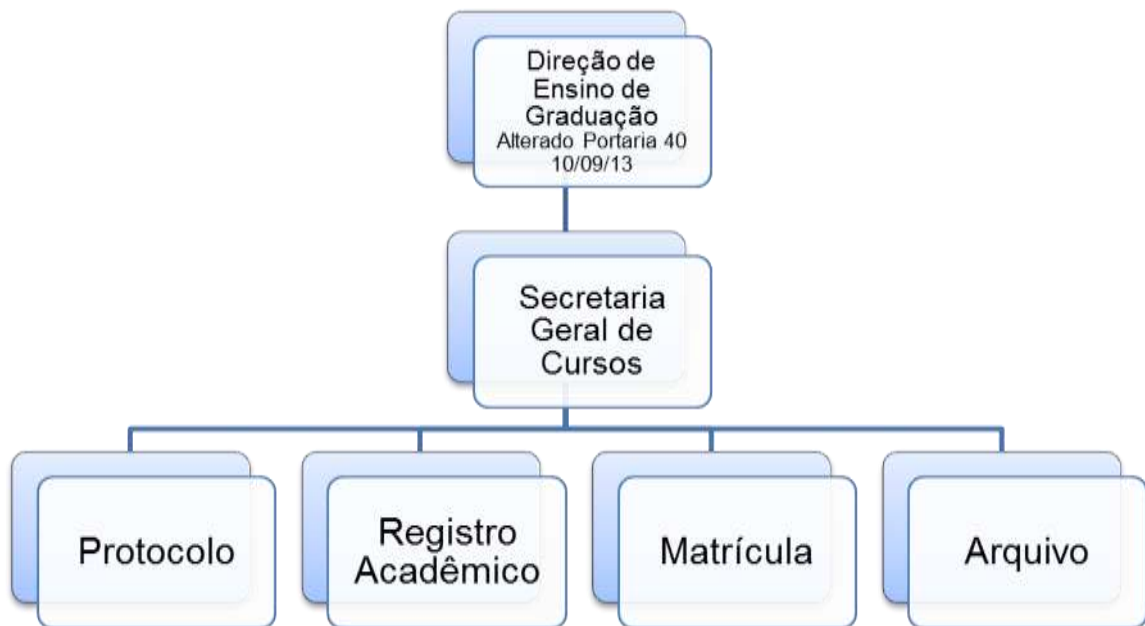 Direção de
Ensino de
Graduação
Alterado Portaria 40
10/09/13
Secretaria
Geral de
Cursos
Protocolo
Registro
Acadêmico
Matrícula
Arquivo